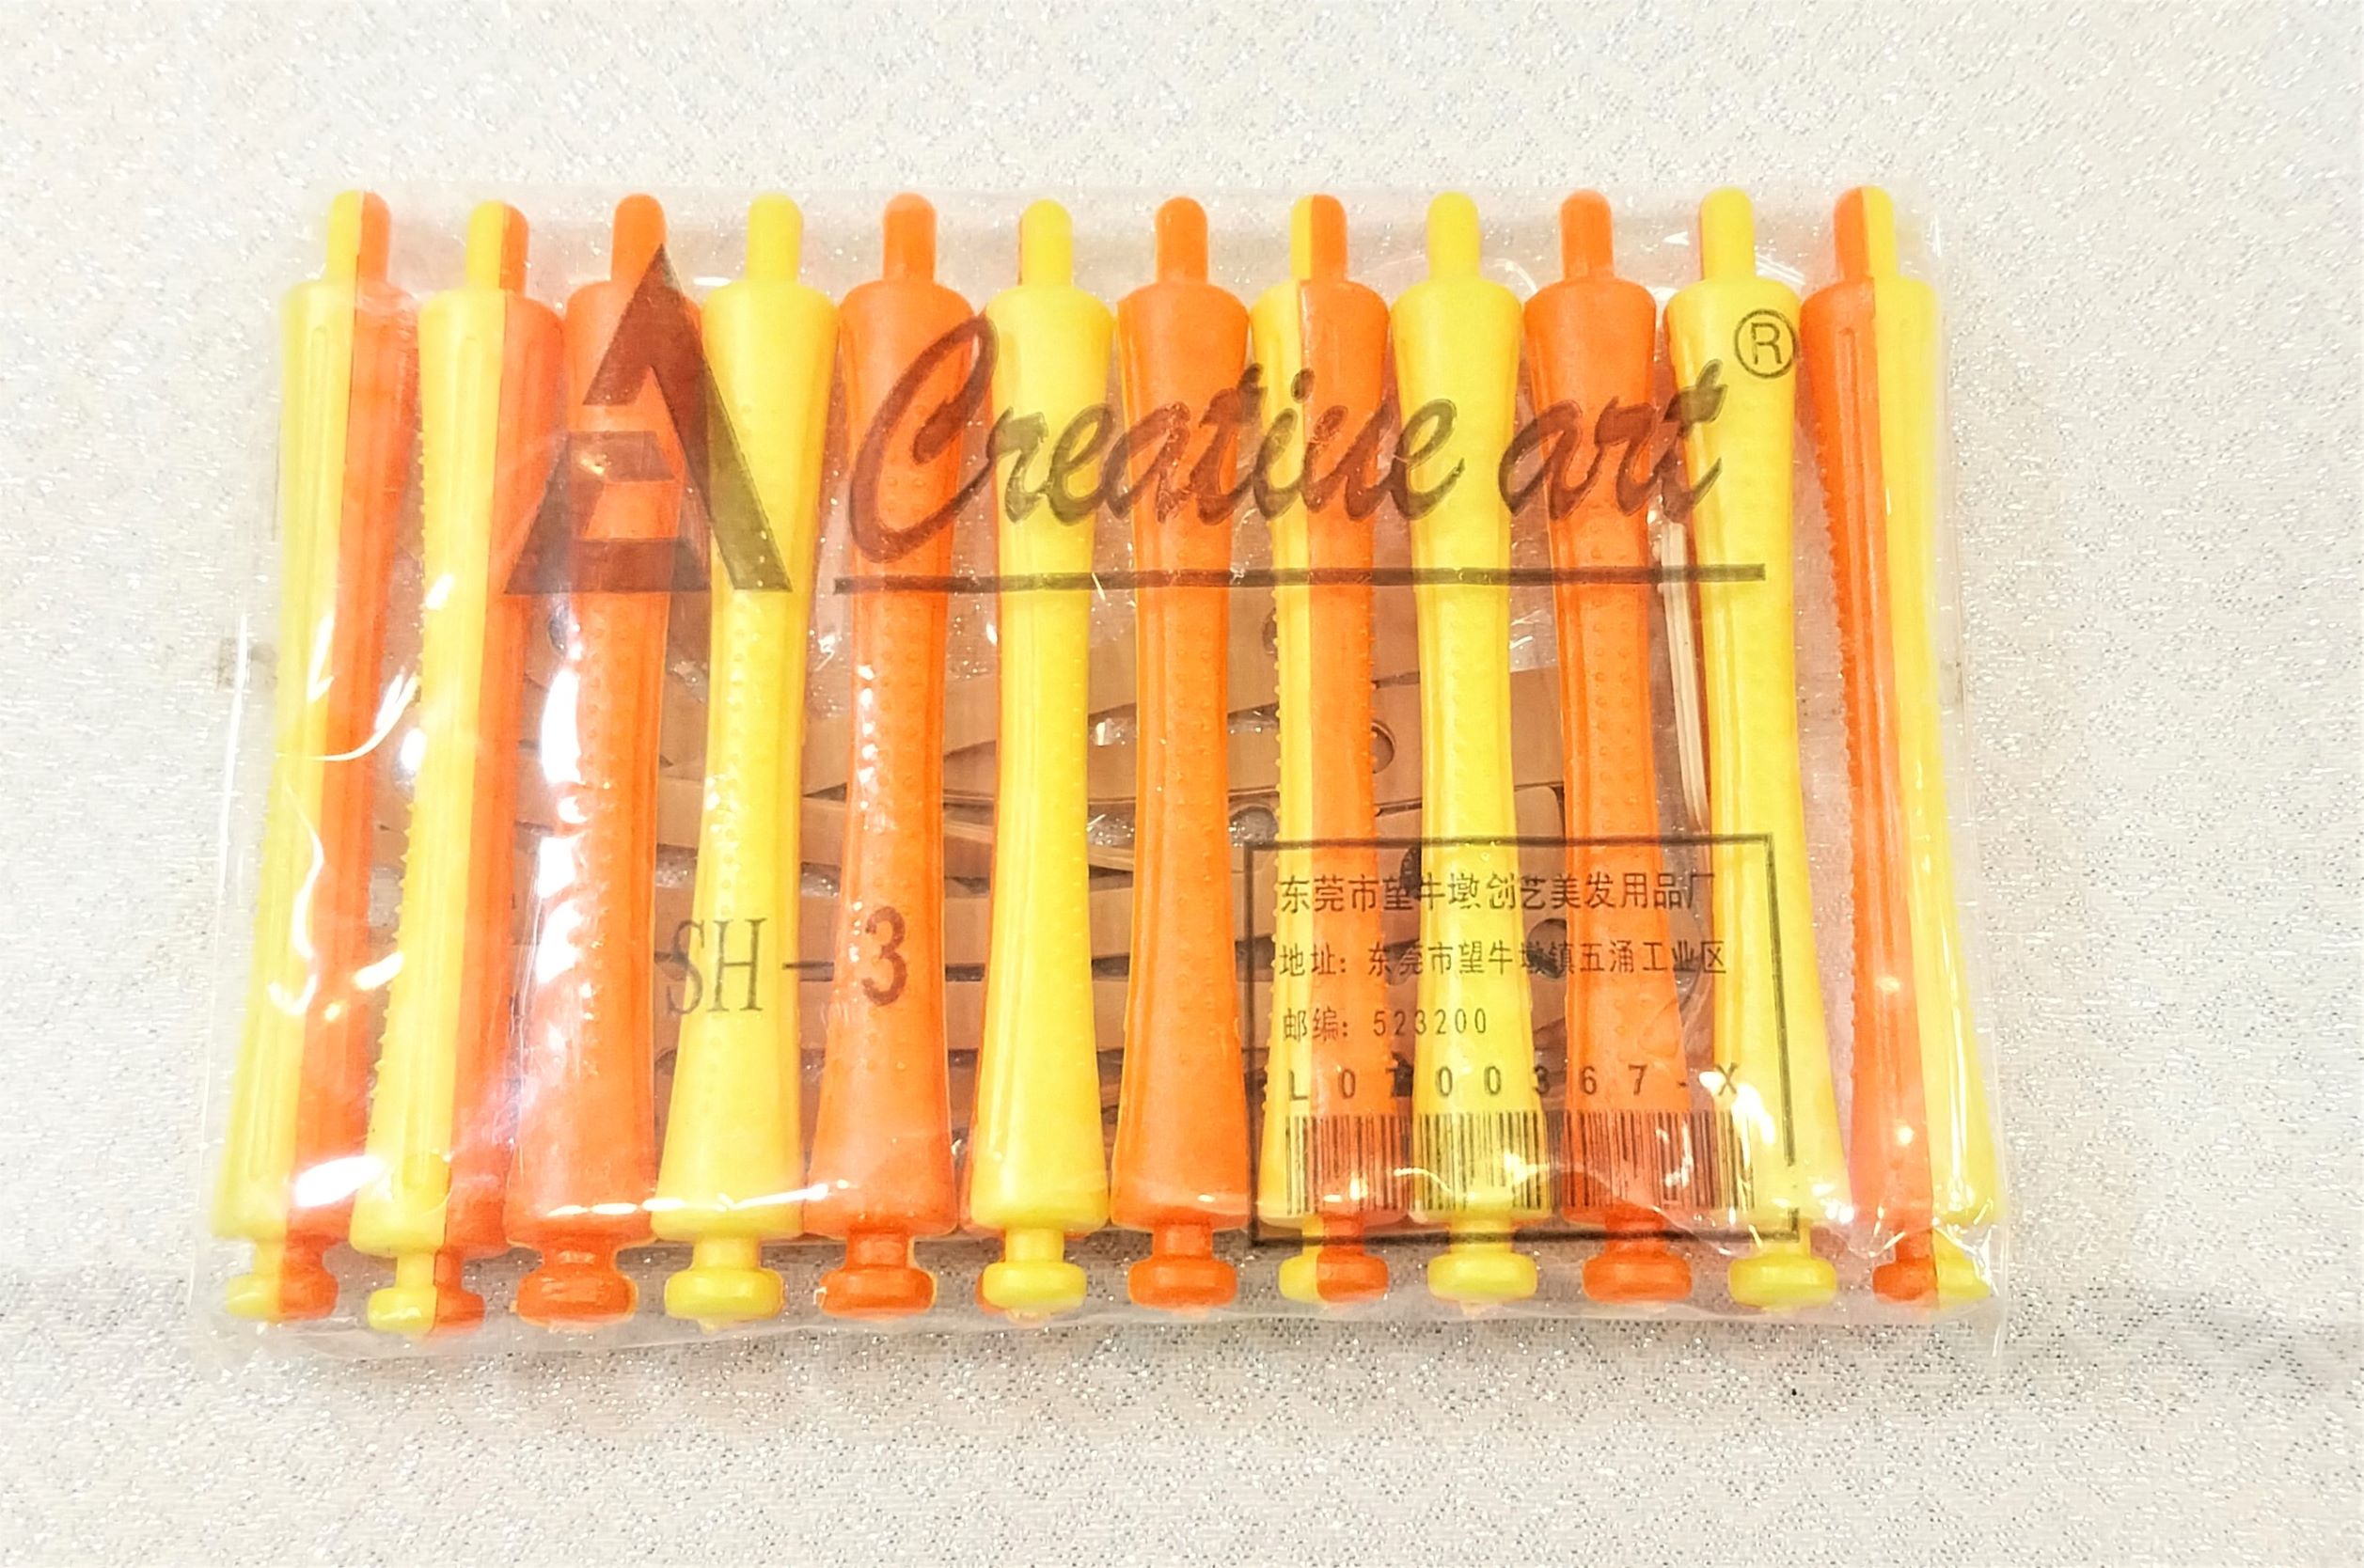 A Creative art ®
SH-3
东莞市望牛墩创艺美发用品厂
地址: 东莞市望牛墩镇五涌工业区
邮编: 523200
L0700367-X